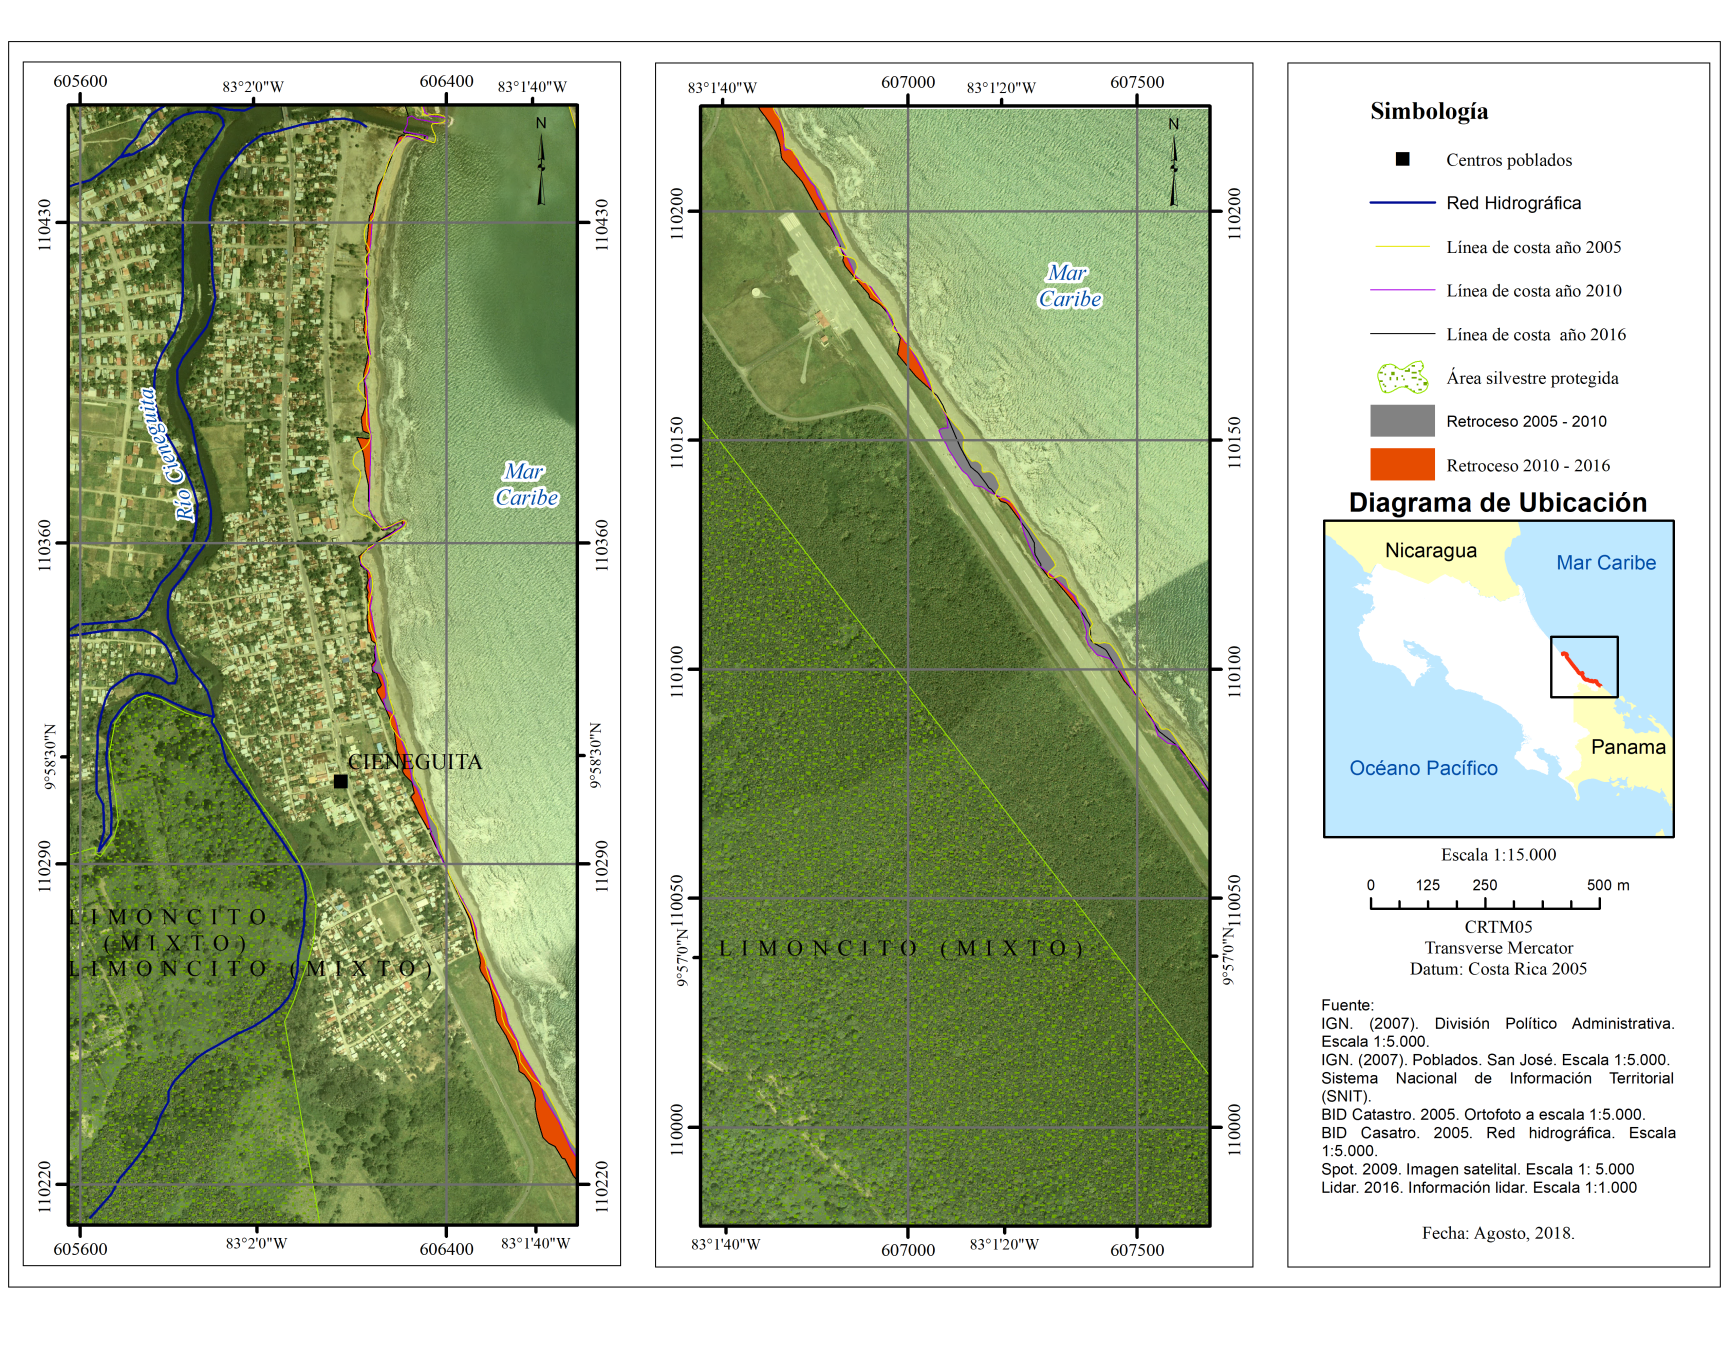 605600
83°2'0"W
606400
83°1'40"W
N
110430
110430
Río Cieneguita
Mar
Caribe
110360
110360
9°58'30"N
9°58'30"N
CIENEGUITA
110290
110290
LIMONCITO
(MIXTO)
LIMONCITO (MIXTO)
110220
110220
605600
83°2'0"W
606400
83°1'40"W
83°1'40"W
607000
83°1'20"W
607500
N
110200
110200
Mar
Caribe
110150
110150
110100
110100
110050
110050
LIMONCITO (MIXTO)
9°57'0"N
9°57'0"N
110000
110000
83°1'40"W
607000
83°1'20"W
607500
Simbología
Centros poblados
Red Hidrográfica
Línea de costa año 2005
Línea de costa año 2010
Línea de costa año 2016
Área silvestre protegida
Retroceso 2005 - 2010
Retroceso 2010 - 2016
Diagrama de Ubicación
Nicaragua
Mar Caribe
Panama
Océano Pacífico
Escala 1:15.000
0 125 250 500 m
CRTM05
Transverse Mercator
Datum: Costa Rica 2005
Fuente:
IGN. (2007). División Político Administrativa.
Escala 1:5.000.
IGN. (2007). Poblados. San José. Escala 1:5.000.
Sistema Nacional de Información Territorial
(SNIT).
BID Catastro. 2005. Ortofoto a escala 1:5.000.
BID Casatro. 2005. Red hidrográfica. Escala
1:5.000.
Spot. 2009. Imagen satelital. Escala 1: 5.000
Lidar. 2016. Información lidar. Escala 1:1.000
Fecha: Agosto, 2018.